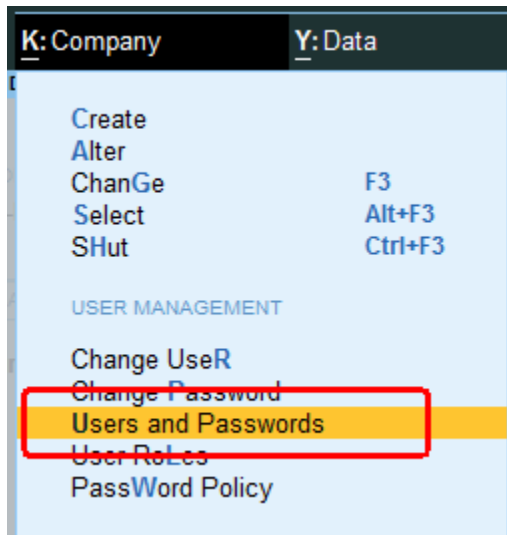 K: Company Y: Data
Create
Alter
ChanGe F3
Select Alt+F3
SHut Ctrl+F3
USER MANAGEMENT
Change UseR
Change Password
Users and Passwords
User RoLes
PassWord Policy